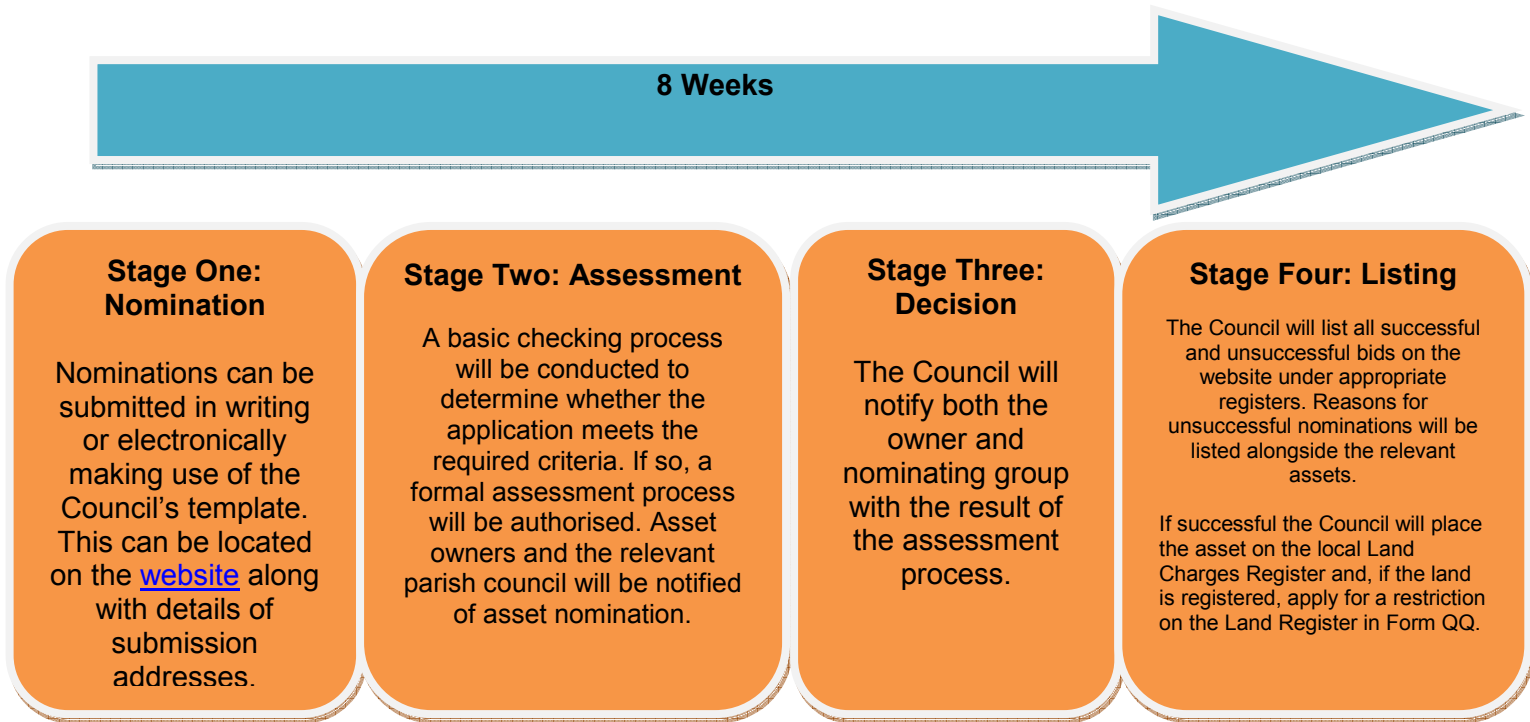 8 Weeks
Stage One:
Nomination
Nominations can be
submitted in writing
or electronically
making use of the
Council’s template.
This can be located
on the website along
with details of
submission
addresses.
Stage Two: Assessment
A basic checking process
will be conducted to
determine whether the
application meets the
required criteria. If so, a
formal assessment process
will be authorised. Asset
owners and the relevant
parish council will be notified
of asset nomination.
Stage Three:
Decision
The Council will
notify both the
owner and
nominating group
with the result of
the assessment
process.
Stage Four: Listing
The Council will list all successful
and unsuccessful bids on the
website under appropriate
registers. Reasons for
unsuccessful nominations will be
listed alongside the relevant
assets.
If successful the Council will place
the asset on the local Land
Charges Register and, if the land
is registered, apply for a restriction
on the Land Register in Form QQ.